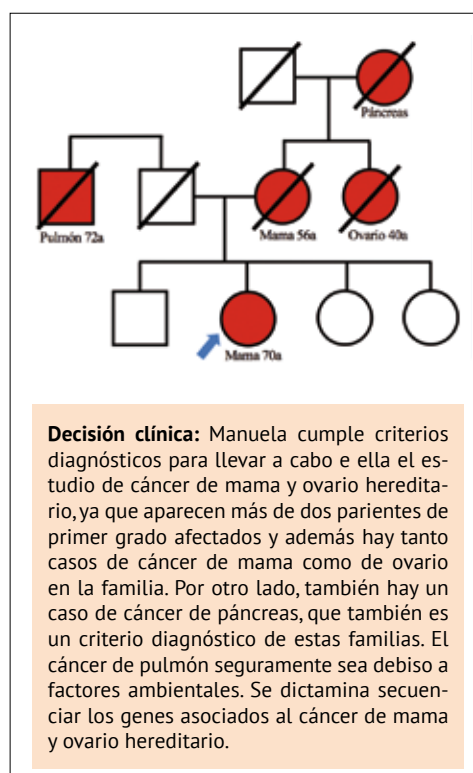 Páncreas
Pulmón 72a
Mama 56a
Ovario 40a
Mama 70a
Decisión clínica: Manuela cumple criterios
diagnósticos para llevar a cabo e ella el es-
tudio de cáncer de mama y ovario heredita-
rio, ya que aparecen más de dos parientes de
primer grado afectados y además hay tanto
casos de cáncer de mama como de ovario
en la familia. Por otro lado, también hay un
caso de cáncer de páncreas, que también es
un criterio diagnóstico de estas familias. El
cáncer de pulmón seguramente sea debiso a
factores ambientales. Se dictamina secuen-
ciar los genes asociados al cáncer de mama
y ovario hereditario.